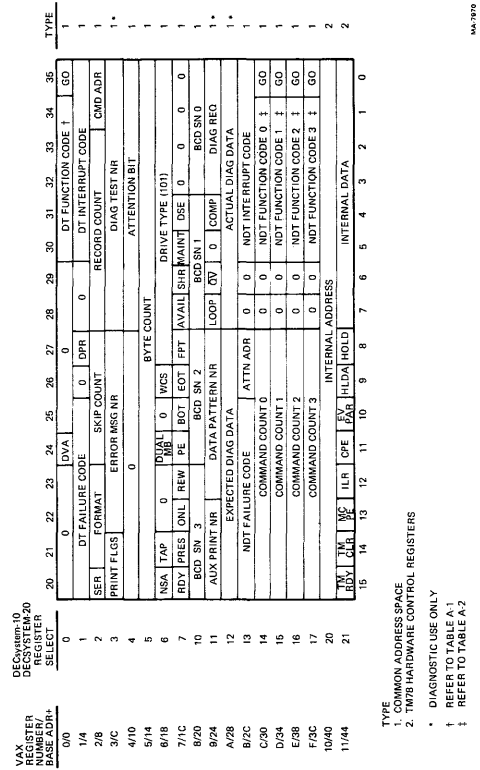 VAX REGISTER NUMBER/ BASE ADR+ DECsystem-10 DECSYSTEM-20 REGISTER SELECT 20 21 22 23 24 25 26 27 28 29 30 31 32 33 34 35 TYPE
0/0 0 0 DVA 0 DT FUNCTION CODE † GO 1
1/4 1 DT FAILURE CODE 0 DPR 0 DT INTERRUPT CODE 1
2/8 2 SER FORMAT SKIP COUNT RECORD COUNT CMD ADR 1
3/C 3 PRINT FLGS ERROR MSG NR DIAG TEST NR 1 *
4/10 4 0 ATTENTION BIT 1
5/14 5 BYTE COUNT 1
6/18 6 NSA TAP 0 DUAL MB 0 WCS DRIVE TYPE (101) 1
7/1C 7 RDY PRES ONL REW PE BOT EOT FPT AVAIL SHR MAINT DSE 0 0 0 0 1
8/20 10 BCD SN 3 BCD SN 2 BCD SN 1 BCD SN 0 1
9/24 11 AUX PRINT NR DATA PATTERN NR LOOP OV 0 COMP DIAG REQ 1 *
A/28 12 EXPECTED DIAG DATA ACTUAL DIAG DATA 1 *
B/2C 13 NDT FAILURE CODE ATTN ADR 0 0 NDT INTERRUPT CODE 1
C/30 14 COMMAND COUNT 0 0 0 NDT FUNCTION CODE 0 ‡ GO 1
D/34 15 COMMAND COUNT 1 0 0 NDT FUNCTION CODE 1 ‡ GO 1
E/38 16 COMMAND COUNT 2 0 0 NDT FUNCTION CODE 2 ‡ GO 1
F/3C 17 COMMAND COUNT 3 0 0 NDT FUNCTION CODE 3 ‡ GO 1
10/40 20 INTERNAL ADDRESS 2
11/44 21 TM RDY TM CLR MC PE ILR CPE EV PAR HLDA HOLD INTERNAL DATA 2
15 14 13 12 11 10 9 8 7 6 5 4 3 2 1 0
TYPE
1. COMMON ADDRESS SPACE
2. TM78 HARDWARE CONTROL REGISTERS
* DIAGNOSTIC USE ONLY
† REFER TO TABLE A-1
‡ REFER TO TABLE A-2
MA-7970